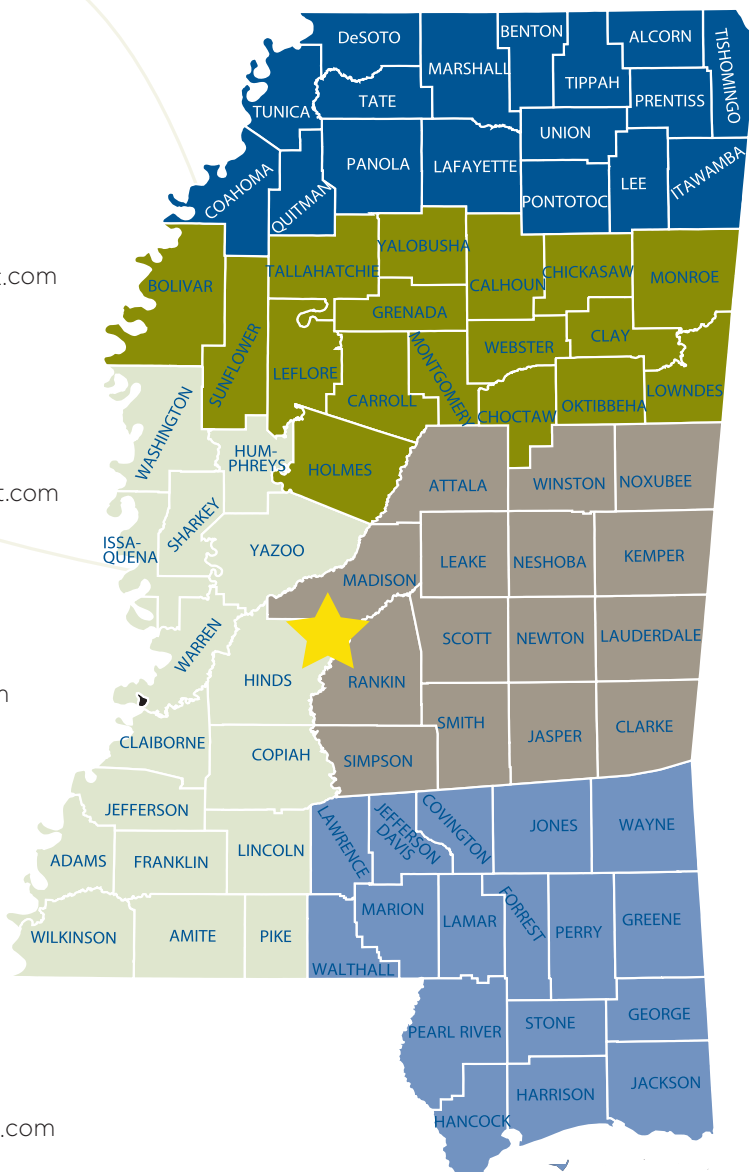 DeSOTO
BENTON
ALCORN
TISHOMINGO
MARSHALL
TIPPAH
TATE
PRENTISS
TUNICA
UNION
PANOLA
LAFAYETTE
ITAWAMBA
COAHOMA
QUITMAN
LEE
PONTOTOC
YALOBUSHA
TALLAHATCHIE
CHICKASAW
MONROE
t.com
BOLIVAR
CALHOUN
GRENADA
CLAY
WEBSTER
SUNFLOWER
LEFLORE
MONTGOMERY
LOWNDES
CARROLL
OKTIBBEHA
CHOCTAW
WASHINGTON
HUM-
PHREYS
HOLMES
ATTALA
WINSTON
NOXUBEE
t.com
SHARKEY
ISSA-
QUENA
YAZOO
LEAKE
NESHOBA
KEMPER
MADISON
WARREN
SCOTT
NEWTON
LAUDERDALE
HINDS
RANKIN
m
SMITH
JASPER
CLARKE
CLAIBORNE
COPIAH
SIMPSON
JEFFERSON
LAWRENCE
JEFFERSON
DAVIS
COVINGTON
JONES
WAYNE
LINCOLN
ADAMS
FRANKLIN
MARION
LAMAR
FORREST
PERRY
GREENE
WILKINSON
AMITE
PIKE
WALTHALL
PEARL RIVER
STONE
GEORGE
JACKSON
HARRISON
HANCOCK
.com